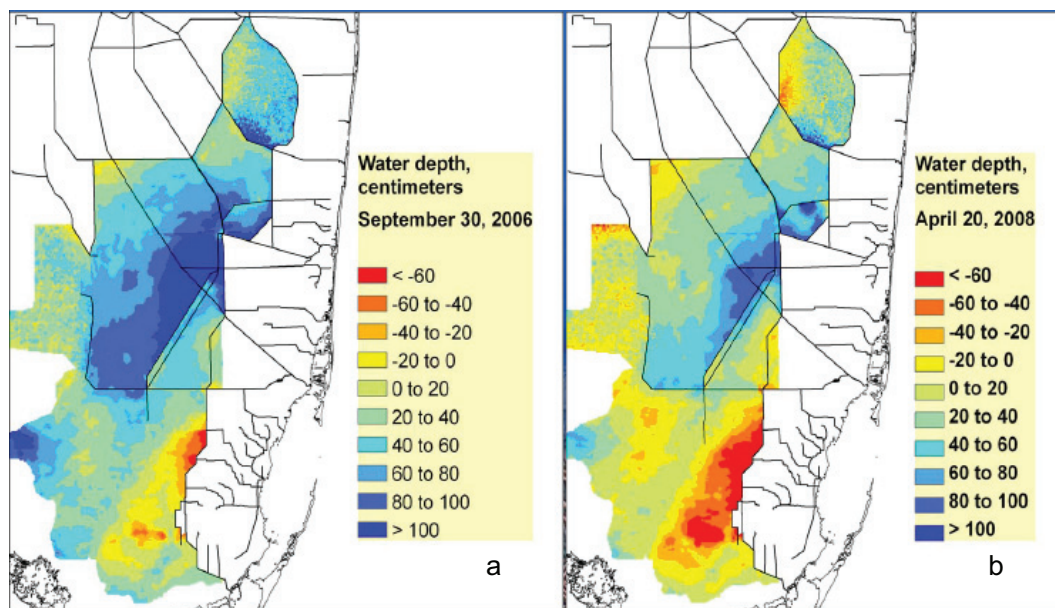 Water depth,
centimeters
September 30, 2006
< -60
-60 to -40
-40 to -20
-20 to 0
0 to 20
20 to 40
40 to 60
60 to 80
80 to 100
> 100
a
Water depth,
centimeters
April 20, 2008
< -60
-60 to -40
-40 to -20
-20 to 0
0 to 20
20 to 40
40 to 60
60 to 80
80 to 100
> 100
b